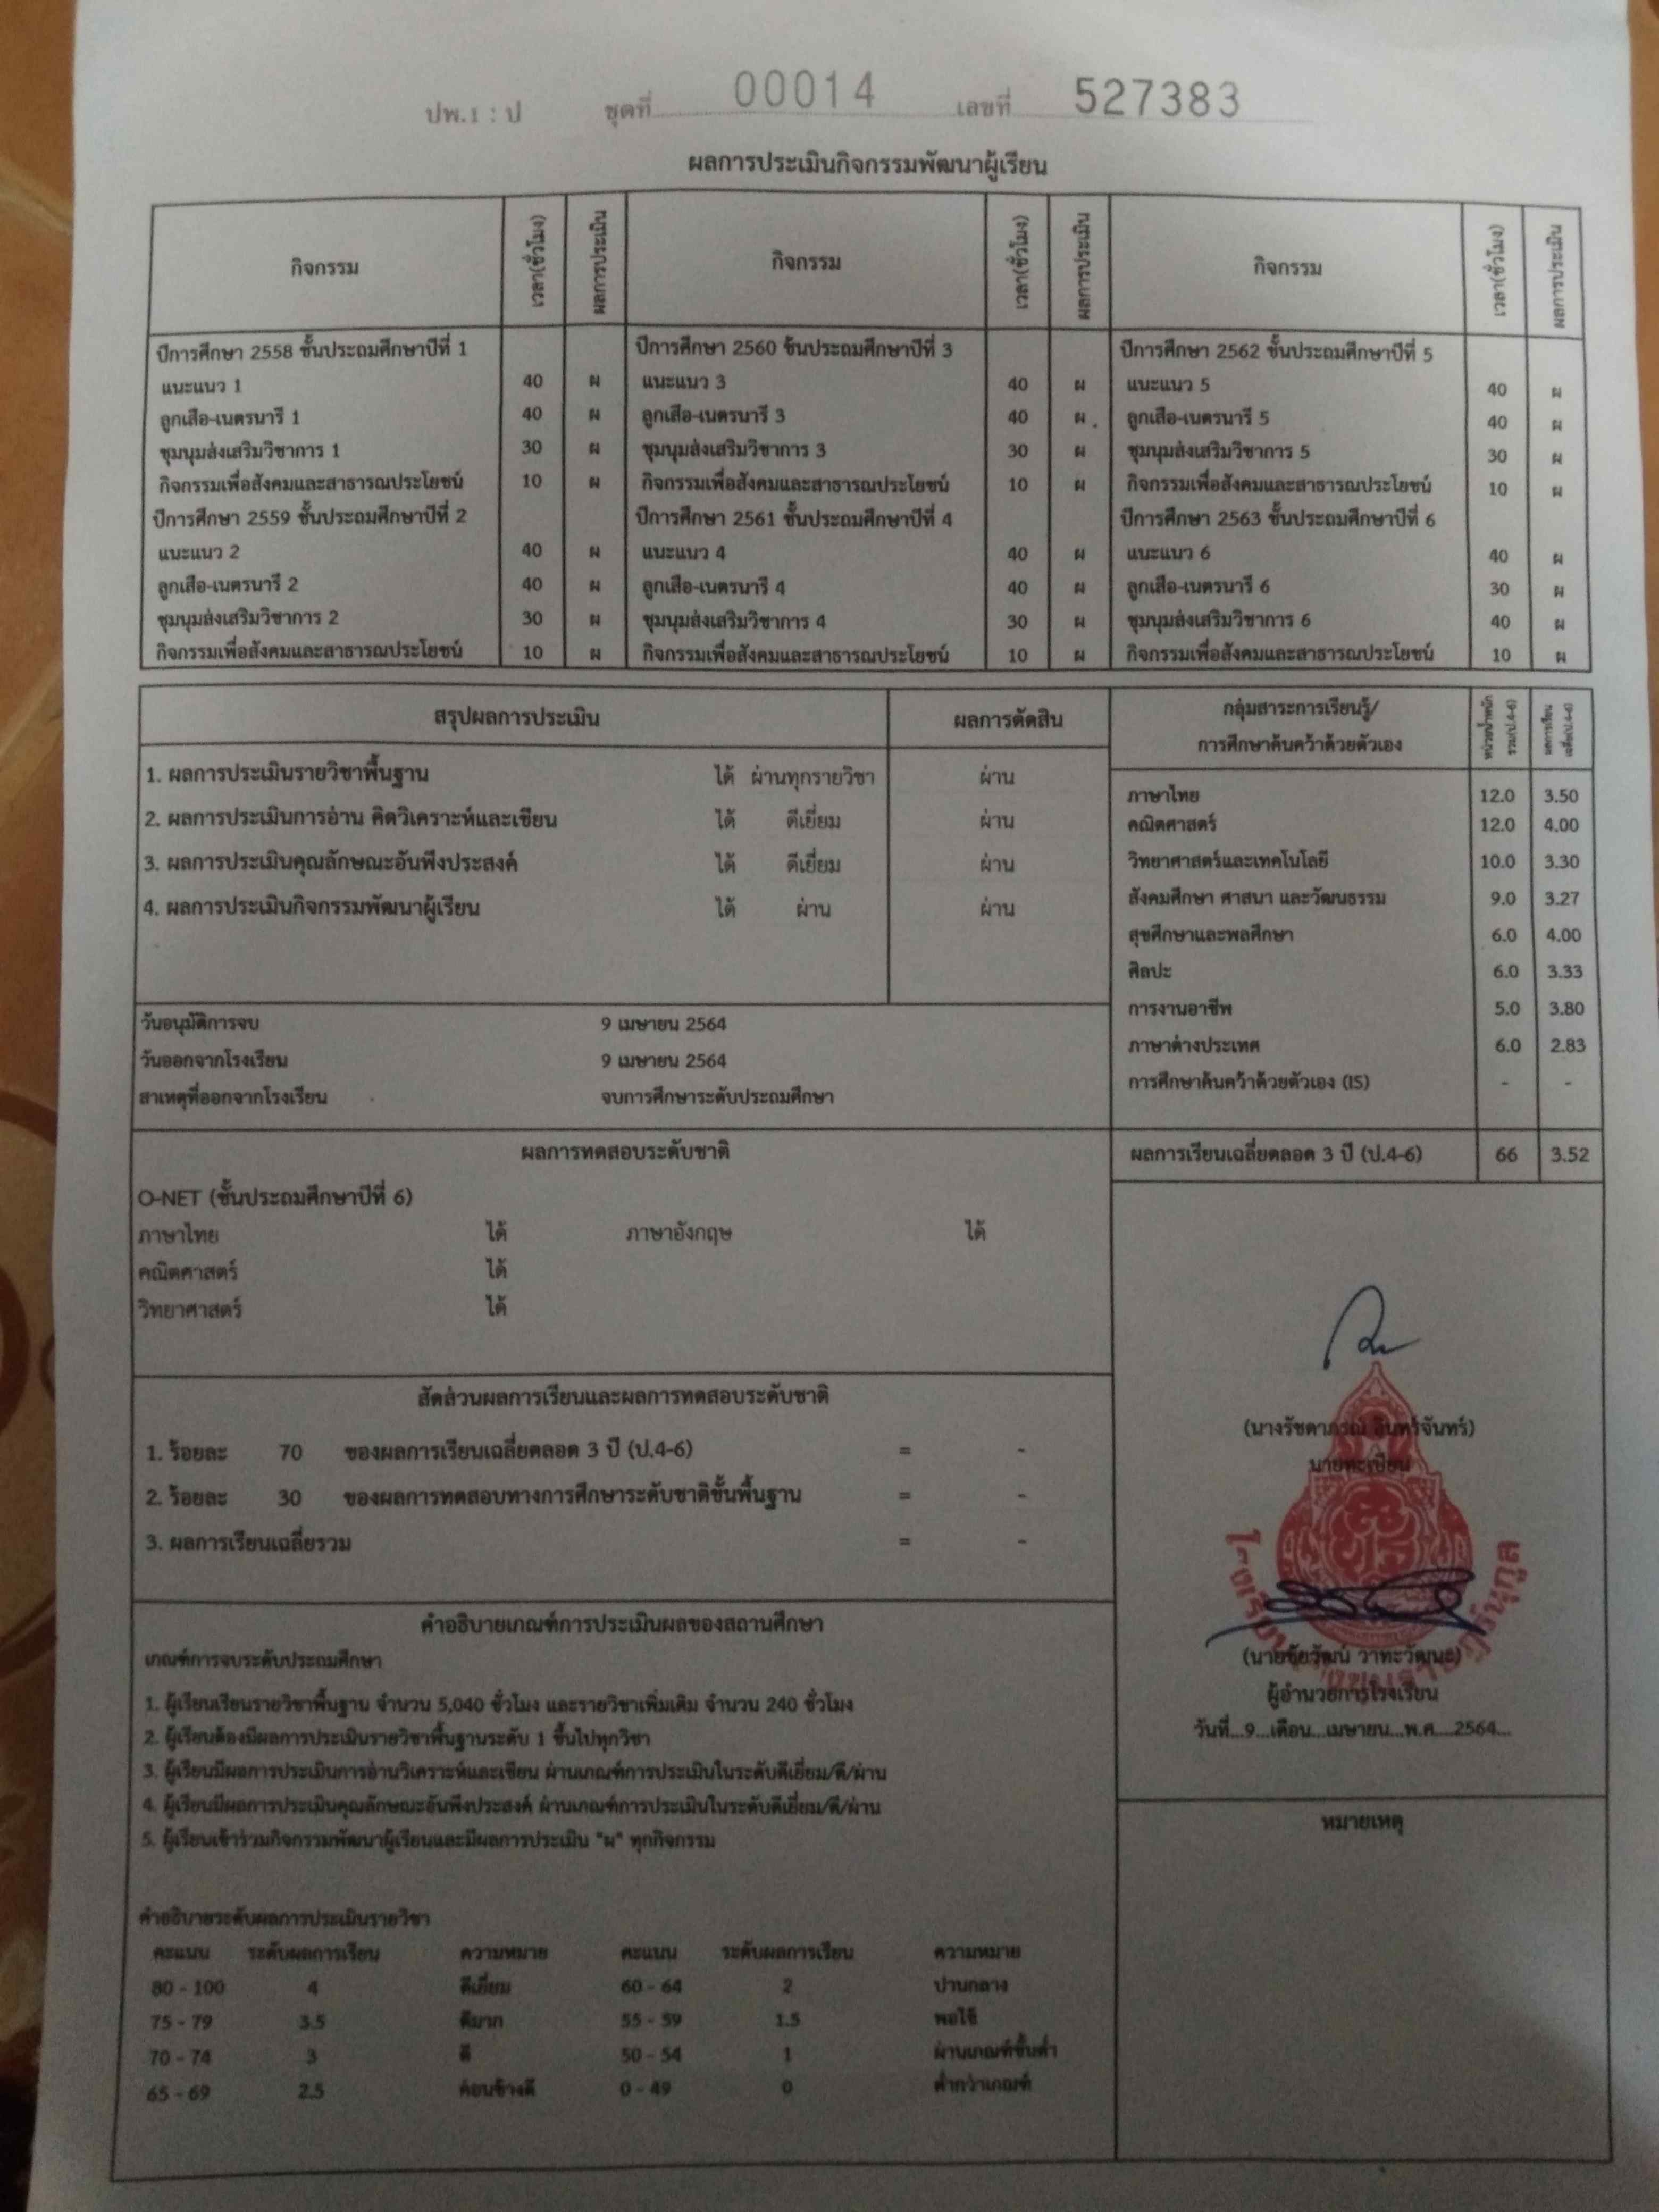 ปพ.1 : ป ชุดที่ 00014 เลขที่ 527383
ผลการประเมินกิจกรรมพัฒนาผู้เรียน
กิจกรรม เวลา(ชั่วโมง) ผลการประเมิน กิจกรรม เวลา(ชั่วโมง) ผลการประเมิน กิจกรรม เวลา(ชั่วโมง) ผลการประเมิน
ปีการศึกษา 2558 ชั้นประถมศึกษาปีที่ 1 ปีการศึกษา 2560 ชั้นประถมศึกษาปีที่ 3 ปีการศึกษา 2562 ชั้นประถมศึกษาปีที่ 5
แนะแนว 1 40 ผ แนะแนว 3 40 ผ แนะแนว 5 40 ผ
ลูกเสือ-เนตรนารี 1 40 ผ ลูกเสือ-เนตรนารี 3 40 ผ ลูกเสือ-เนตรนารี 5 40 ผ
ชุมนุมส่งเสริมวิชาการ 1 30 ผ ชุมนุมส่งเสริมวิชาการ 3 30 ผ ชุมนุมส่งเสริมวิชาการ 5 30 ผ
กิจกรรมเพื่อสังคมและสาธารณประโยชน์ 10 ผ กิจกรรมเพื่อสังคมและสาธารณประโยชน์ 10 ผ กิจกรรมเพื่อสังคมและสาธารณประโยชน์ 10 ผ
ปีการศึกษา 2559 ชั้นประถมศึกษาปีที่ 2 ปีการศึกษา 2561 ชั้นประถมศึกษาปีที่ 4 ปีการศึกษา 2563 ชั้นประถมศึกษาปีที่ 6
แนะแนว 2 40 ผ แนะแนว 4 40 ผ แนะแนว 6 40 ผ
ลูกเสือ-เนตรนารี 2 40 ผ ลูกเสือ-เนตรนารี 4 40 ผ ลูกเสือ-เนตรนารี 6 30 ผ
ชุมนุมส่งเสริมวิชาการ 2 30 ผ ชุมนุมส่งเสริมวิชาการ 4 30 ผ ชุมนุมส่งเสริมวิชาการ 6 40 ผ
กิจกรรมเพื่อสังคมและสาธารณประโยชน์ 10 ผ กิจกรรมเพื่อสังคมและสาธารณประโยชน์ 10 ผ กิจกรรมเพื่อสังคมและสาธารณประโยชน์ 10 ผ
สรุปผลการประเมิน ผลการตัดสิน
1. ผลการประเมินรายวิชาพื้นฐาน ได้ ผ่านทุกรายวิชา ผ่าน
2. ผลการประเมินการอ่าน คิดวิเคราะห์และเขียน ได้ ดีเยี่ยม ผ่าน
3. ผลการประเมินคุณลักษณะอันพึงประสงค์ ได้ ดีเยี่ยม ผ่าน
4. ผลการประเมินกิจกรรมพัฒนาผู้เรียน ได้ ผ่าน ผ่าน
วันอนุมัติการจบ 9 เมษายน 2564
วันออกจากโรงเรียน 9 เมษายน 2564
สาเหตุที่ออกจากโรงเรียน จบการศึกษาระดับประถมศึกษา
กลุ่มสาระการเรียนรู้/
การศึกษาค้นคว้าด้วยตัวเอง หน่วยน้ำหนัก รวม(ป.4-6) ผลการเรียน เฉลี่ย(ป.4-6)
ภาษาไทย 12.0 3.50
คณิตศาสตร์ 12.0 4.00
วิทยาศาสตร์และเทคโนโลยี 10.0 3.30
สังคมศึกษา ศาสนา และวัฒนธรรม 9.0 3.27
สุขศึกษาและพลศึกษา 6.0 4.00
ศิลปะ 6.0 3.33
การงานอาชีพ 5.0 3.80
ภาษาต่างประเทศ 6.0 2.83
การศึกษาค้นคว้าด้วยตัวเอง (IS) - -
ผลการเรียนเฉลี่ยตลอด 3 ปี (ป.4-6) 66 3.52
ผลการทดสอบระดับชาติ
O-NET (ชั้นประถมศึกษาปีที่ 6)
ภาษาไทย ได้ ภาษาอังกฤษ ได้
คณิตศาสตร์ ได้
วิทยาศาสตร์ ได้
สัดส่วนผลการเรียนและผลการทดสอบระดับชาติ
1. ร้อยละ 70 ของผลการเรียนเฉลี่ยตลอด 3 ปี (ป.4-6) = -
2. ร้อยละ 30 ของผลการทดสอบทางการศึกษาระดับชาติขั้นพื้นฐาน = -
3. ผลการเรียนเฉลี่ยรวม = -
คำอธิบายเกณฑ์การประเมินผลของสถานศึกษา
เกณฑ์การจบระดับประถมศึกษา
1. ผู้เรียนเรียนรายวิชาพื้นฐาน จำนวน 5,040 ชั่วโมง และรายวิชาเพิ่มเติม จำนวน 240 ชั่วโมง
2. ผู้เรียนต้องมีผลการประเมินรายวิชาพื้นฐานระดับ 1 ขึ้นไปทุกวิชา
3. ผู้เรียนมีผลการประเมินการอ่านวิเคราะห์และเขียน ผ่านเกณฑ์การประเมินในระดับดีเยี่ยม/ดี/ผ่าน
4. ผู้เรียนมีผลการประเมินคุณลักษณะอันพึงประสงค์ ผ่านเกณฑ์การประเมินในระดับดีเยี่ยม/ดี/ผ่าน
5. ผู้เรียนเข้าร่วมกิจกรรมพัฒนาผู้เรียนและมีผลการประเมิน "ผ" ทุกกิจกรรม
คำอธิบายระดับผลการประเมินรายวิชา
คะแนน ระดับผลการเรียน ความหมาย คะแนน ระดับผลการเรียน ความหมาย
80 - 100 4 ดีเยี่ยม 60 - 64 2 ปานกลาง
75 - 79 3.5 ดีมาก 55 - 59 1.5 พอใช้
70 - 74 3 ดี 50 - 54 1 ผ่านเกณฑ์ขั้นต่ำ
65 - 69 2.5 ค่อนข้างดี 0 - 49 0 ต่ำกว่าเกณฑ์
(นางรัชดาภรณ์ อินทร์จันทร์)
นายทะเบียน
(นายชัยวัฒน์ วาทะวัฒนะ)
ผู้อำนวยการโรงเรียน
วันที่...9...เดือน...เมษายน...พ.ศ....2564...
หมายเหตุ